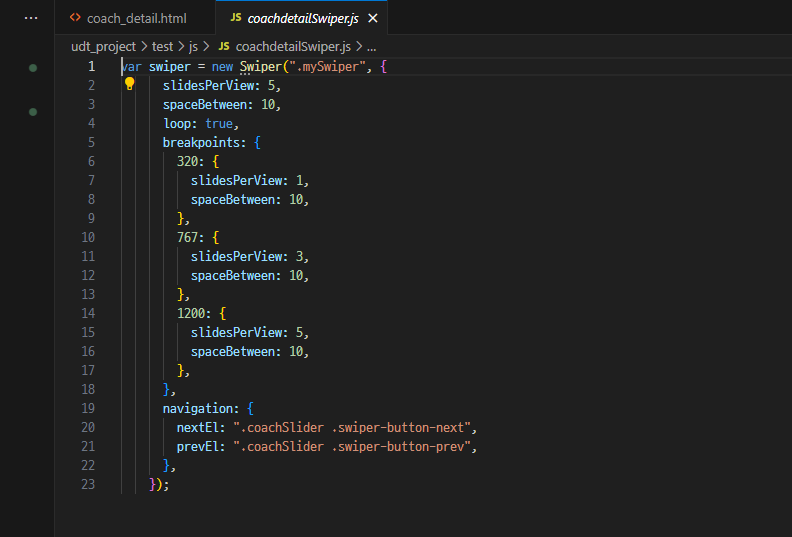 coach_detail.html
JS coachdetailSwiper.js
udt_project > test > js > JS coachdetailSwiper.js > ...
1 var swiper = new Swiper(".mySwiper", {
2 slidesPerView: 5,
3 spaceBetween: 10,
4 loop: true,
5 breakpoints: {
6 320: {
7 slidesPerView: 1,
8 spaceBetween: 10,
9 },
10 767: {
11 slidesPerView: 3,
12 spaceBetween: 10,
13 },
14 1200: {
15 slidesPerView: 5,
16 spaceBetween: 10,
17 },
18 },
19 navigation: {
20 nextEl: ".coachSlider .swiper-button-next",
21 prevEl: ".coachSlider .swiper-button-prev",
22 },
23 });